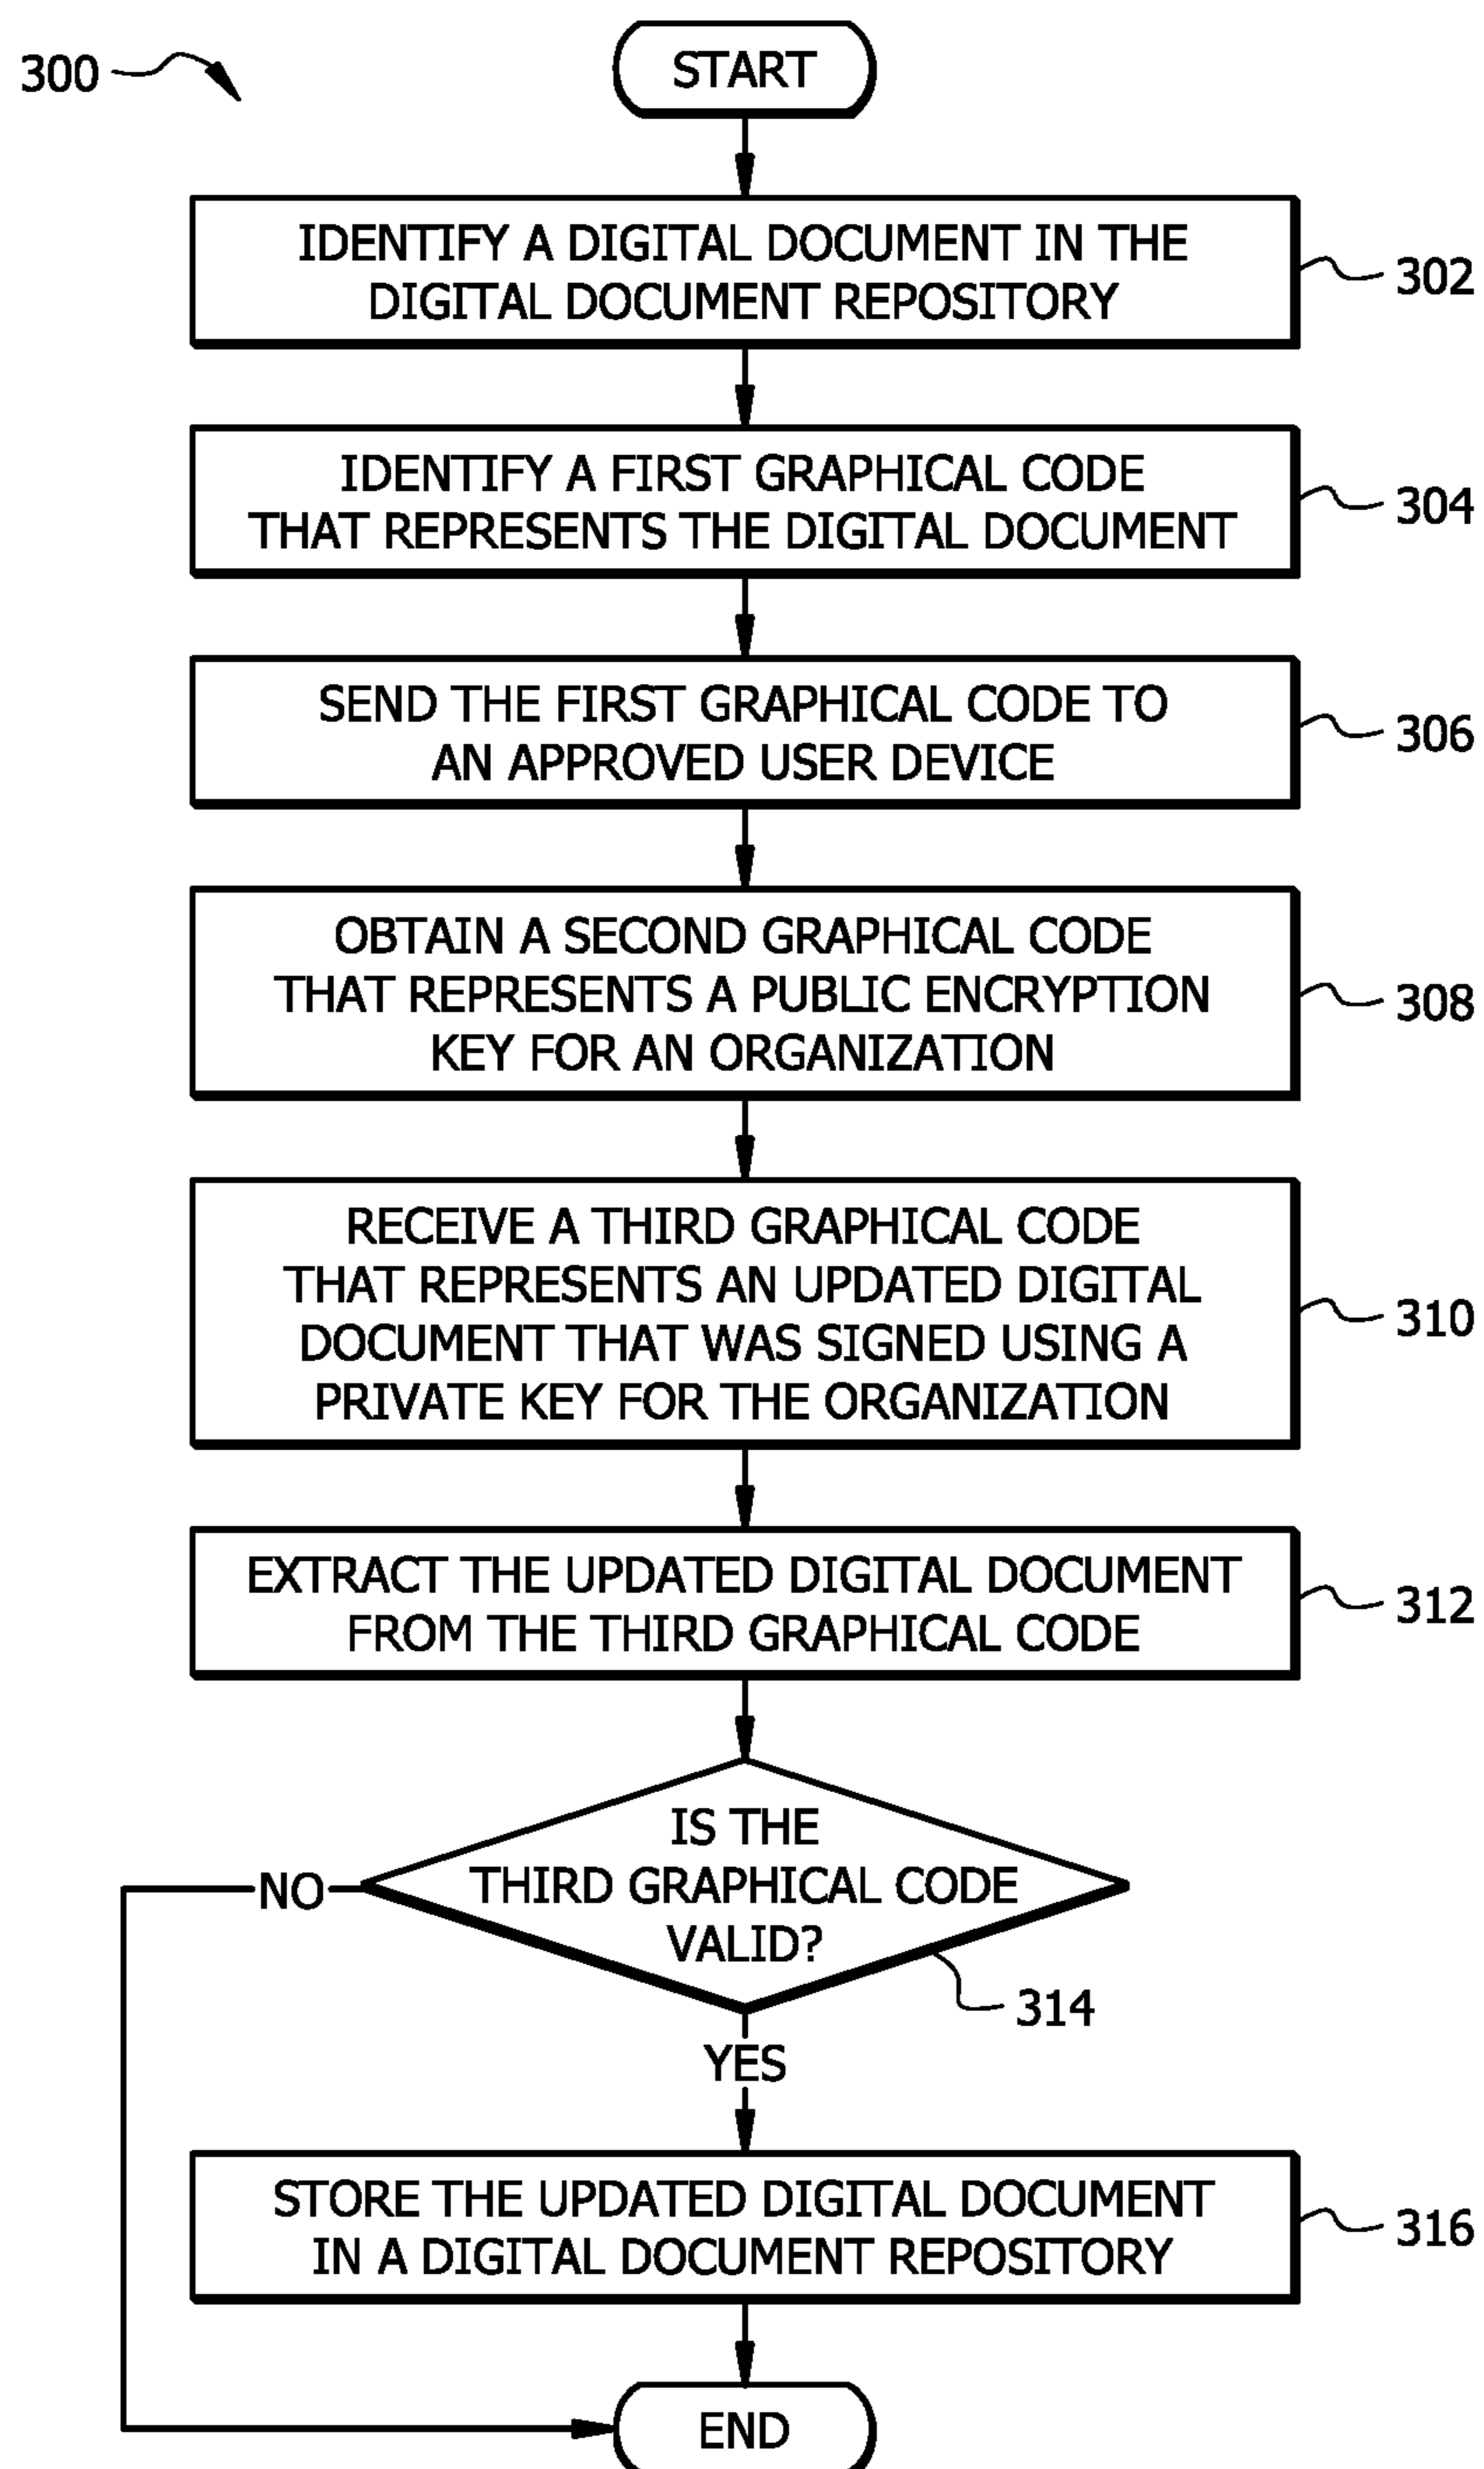 300
START
IDENTIFY A DIGITAL DOCUMENT IN THE
DIGITAL DOCUMENT REPOSITORY
302
IDENTIFY A FIRST GRAPHICAL CODE
THAT REPRESENTS THE DIGITAL DOCUMENT
304
SEND THE FIRST GRAPHICAL CODE TO
AN APPROVED USER DEVICE
306
OBTAIN A SECOND GRAPHICAL CODE
THAT REPRESENTS A PUBLIC ENCRYPTION
KEY FOR AN ORGANIZATION
308
RECEIVE A THIRD GRAPHICAL CODE
THAT REPRESENTS AN UPDATED DIGITAL
DOCUMENT THAT WAS SIGNED USING A
PRIVATE KEY FOR THE ORGANIZATION
310
EXTRACT THE UPDATED DIGITAL DOCUMENT
FROM THE THIRD GRAPHICAL CODE
312
IS THE
THIRD GRAPHICAL CODE
VALID?
314
NO
YES
STORE THE UPDATED DIGITAL DOCUMENT
IN A DIGITAL DOCUMENT REPOSITORY
316
END